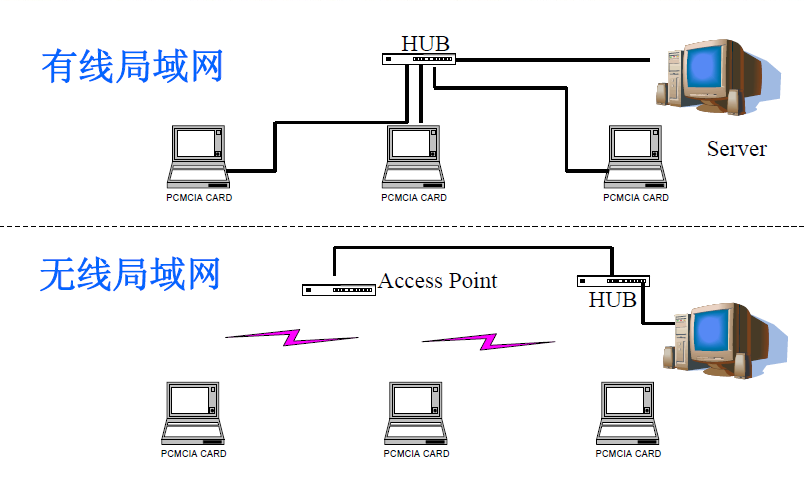 有线局域网
HUB
Server
PCMCIA CARD
PCMCIA CARD
PCMCIA CARD
无线局域网
Access Point
HUB
PCMCIA CARD
PCMCIA CARD
PCMCIA CARD